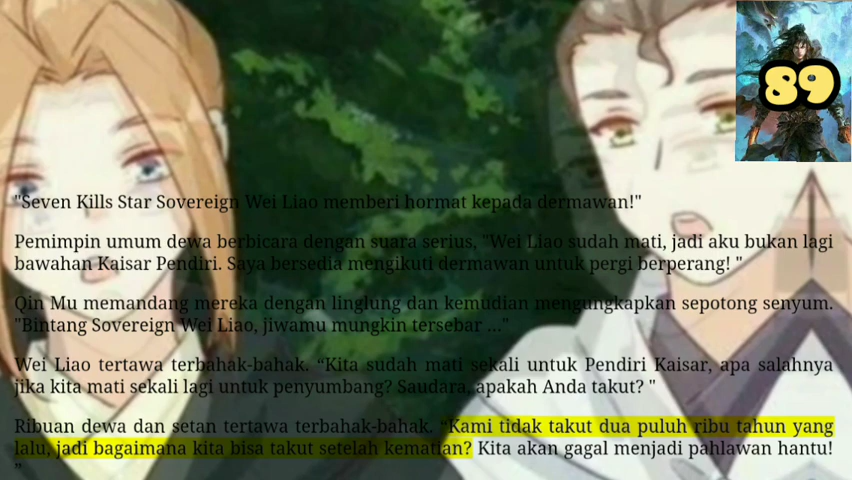 89
"Seven Kills Star Sovereign Wei Liao memberi hormat kepada dermawan!"
Pemimpin umum dewa berbicara dengan suara serius, "Wei Liao sudah mati, jadi aku bukan lagi
bawahan Kaisar Pendiri. Saya bersedia mengikuti dermawan untuk pergi berperang! "
Qin Mu memandang mereka dengan linglung dan kemudian mengungkapkan sepotong senyum.
"Bintang Sovereign Wei Liao, jiwamu mungkin tersebar ..."
Wei Liao tertawa terbahak-bahak. “Kita sudah mati sekali untuk Pendiri Kaisar, apa salahnya
jika kita mati sekali lagi untuk penyumbang? Saudara, apakah Anda takut? "
Ribuan dewa dan setan tertawa terbahak-bahak. “Kami tidak takut dua puluh ribu tahun yang
lalu, jadi bagaimana kita bisa takut setelah kematian? Kita akan gagal menjadi pahlawan hantu!
”